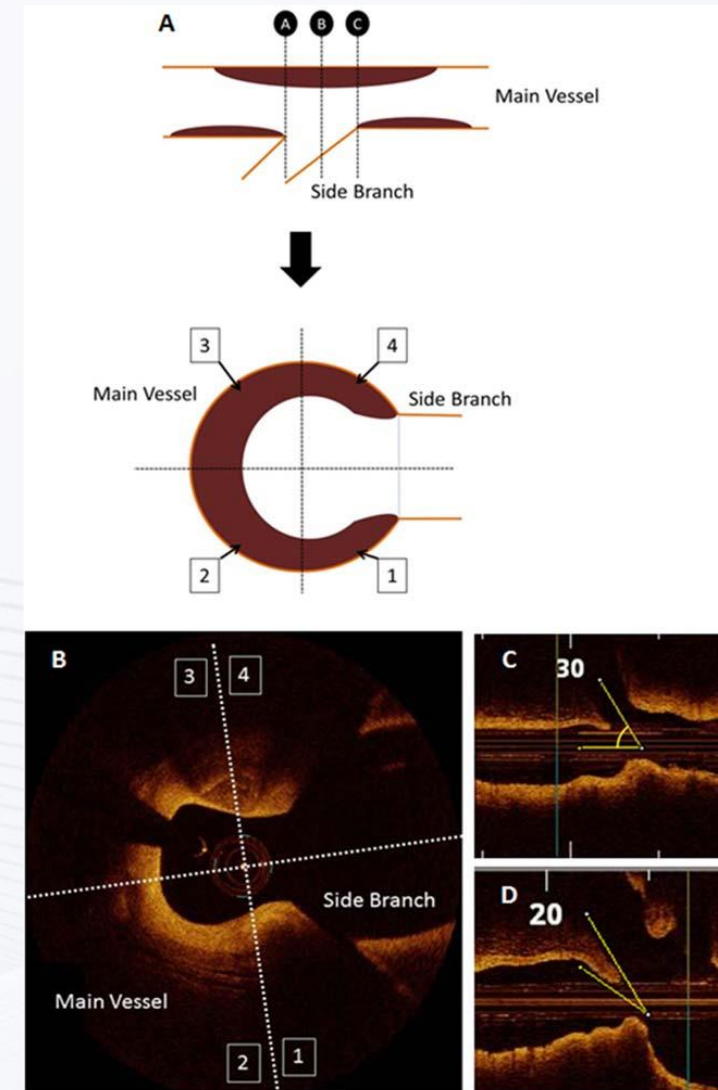 A
A B C
Main Vessel
Side Branch
3 4
Main Vessel
Side Branch
2 1
B
3 4
Side Branch
Main Vessel
2 1
C
30
D
20